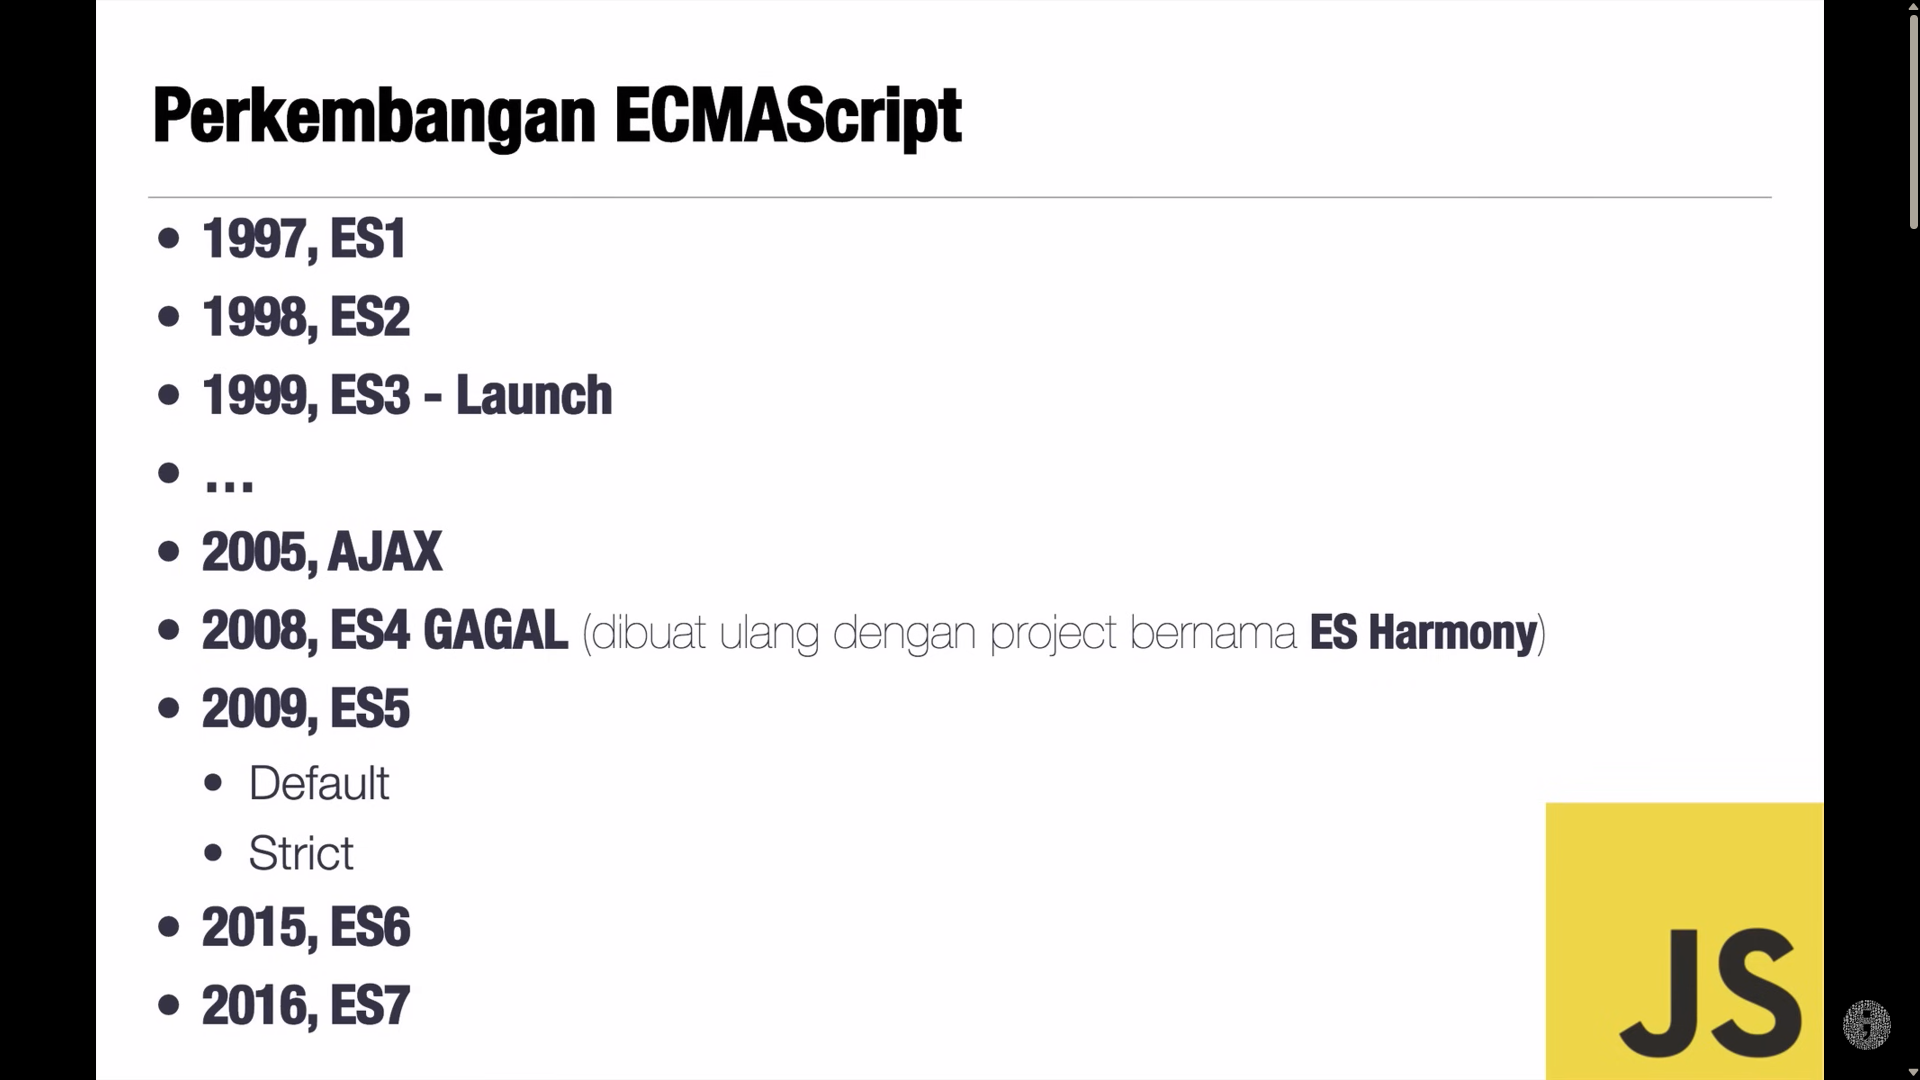 Perkembangan ECMAScript
• 1997, ES1
• 1998, ES2
• 1999, ES3 - Launch
• ...
• 2005, AJAX
• 2008, ES4 GAGAL (dibuat ulang dengan project bernama ES Harmony)
• 2009, ES5
• Default
• Strict
• 2015, ES6
• 2016, ES7
JS